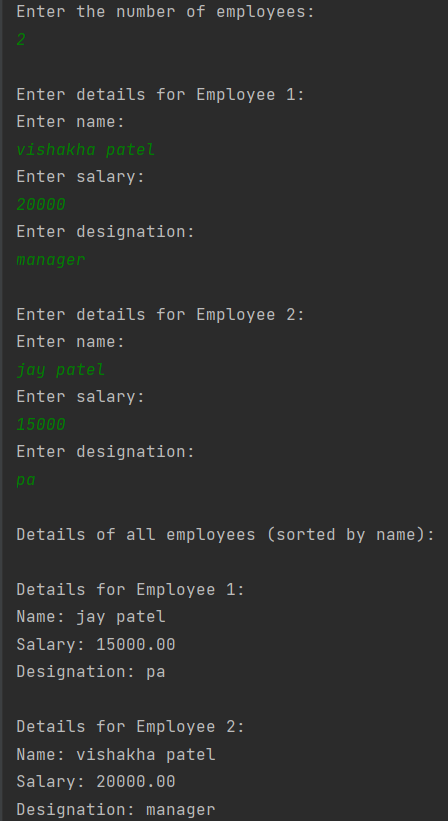 Enter the number of employees:
2
Enter details for Employee 1:
Enter name:
vishakha patel
Enter salary:
20000
Enter designation:
manager
Enter details for Employee 2:
Enter name:
jay patel
Enter salary:
15000
Enter designation:
pa
Details of all employees (sorted by name):
Details for Employee 1:
Name: jay patel
Salary: 15000.00
Designation: pa
Details for Employee 2:
Name: vishakha patel
Salary: 20000.00
Designation: manager